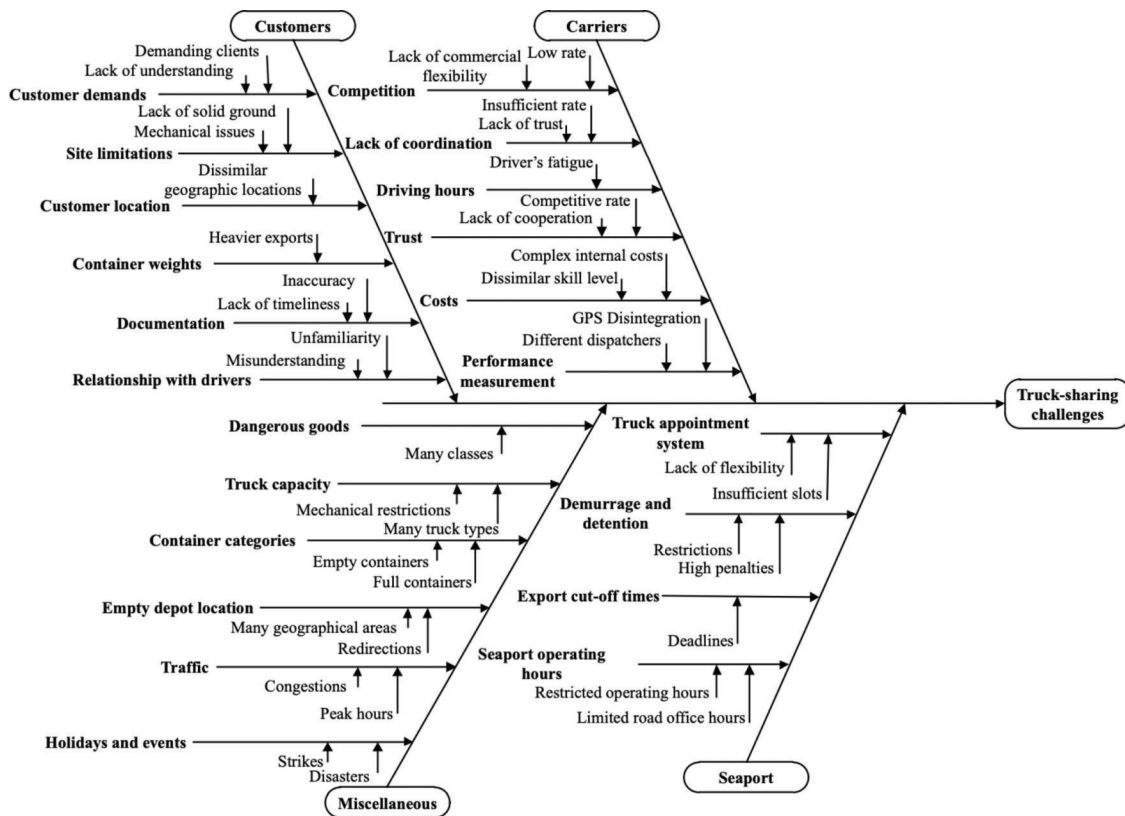 Customers
Demanding clients
Lack of understanding
Customer demands
Lack of solid ground
Mechanical issues
Site limitations
Dissimilar
geographic locations
Customer location
Heavier exports
Container weights
Inaccuracy
Lack of timeliness
Documentation
Unfamiliarity
Misunderstanding
Relationship with drivers
Carriers
Low rate
Lack of commercial
flexibility
Competition
Insufficient rate
Lack of trust
Lack of coordination
Driver's fatigue
Driving hours
Competitive rate
Lack of cooperation
Trust
Complex internal costs
Dissimilar skill level
Costs
GPS Disintegration
Different dispatchers
Performance
measurement
Truck-sharing
challenges
Dangerous goods
Many classes
Truck capacity
Mechanical restrictions
Many truck types
Container categories
Empty containers
Full containers
Empty depot location
Many geographical areas
Redirections
Traffic
Congestions
Peak hours
Holidays and events
Strikes
Disasters
Miscellaneous
Truck appointment
system
Lack of flexibility
Insufficient slots
Demurrage and
detention
Restrictions
High penalties
Export cut-off times
Deadlines
Seaport operating
hours
Restricted operating hours
Limited road office hours
Seaport